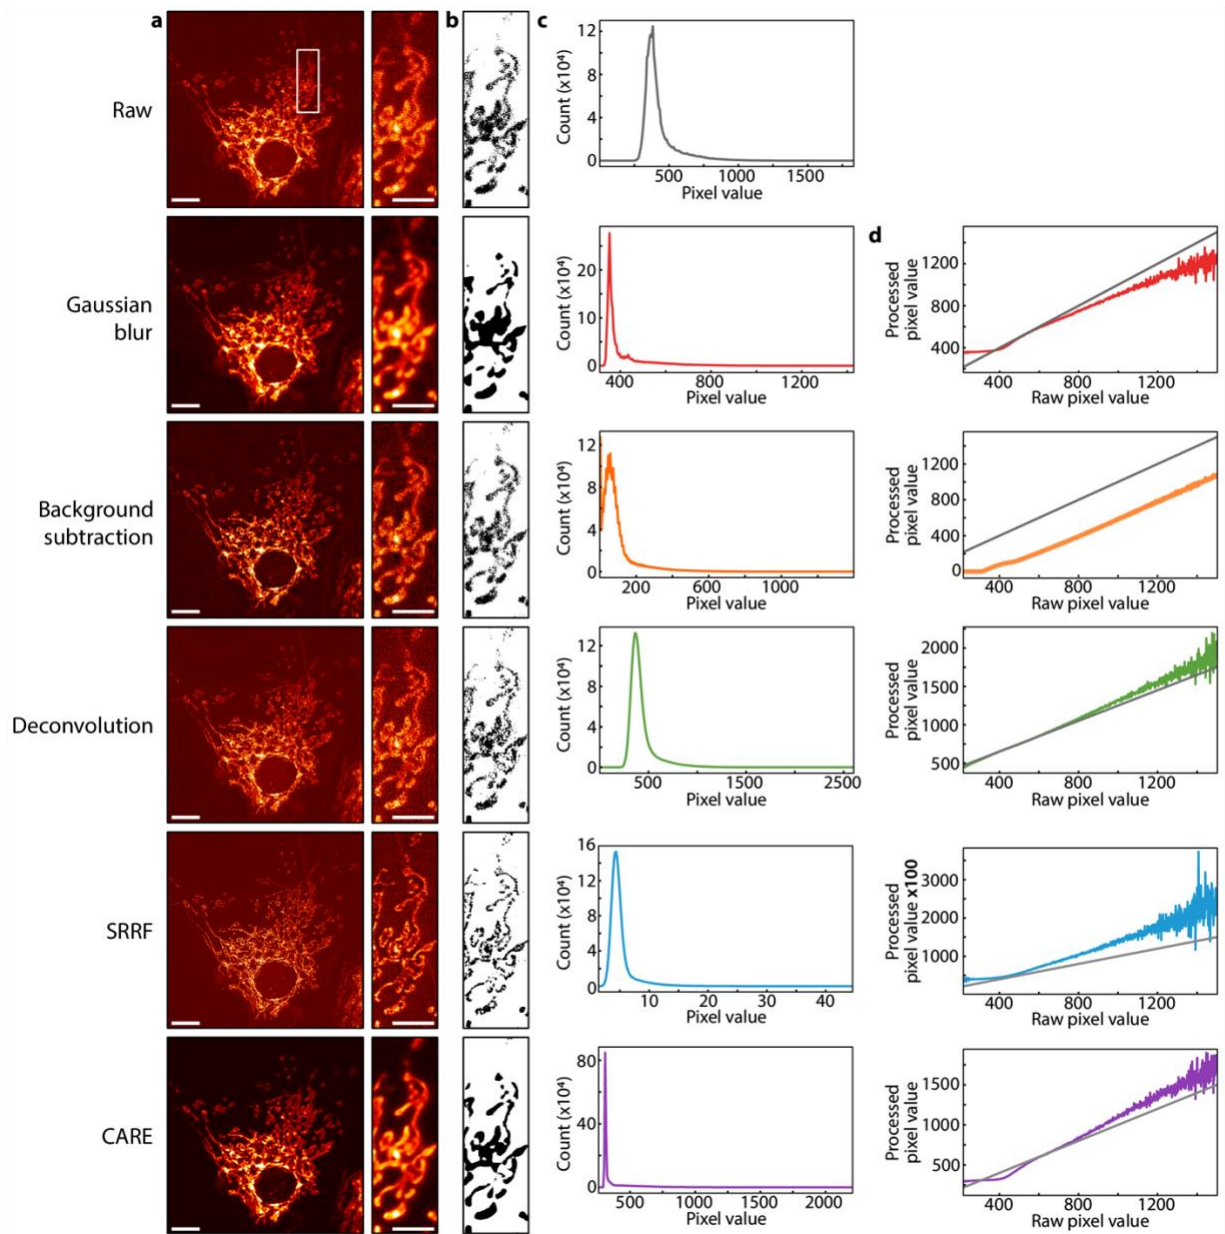 a
b
c
d
Raw
Count (x10⁴)
12
8
4
0
500
1000
1500
Pixel value
Gaussian
blur
Count (x10⁴)
20
10
0
400
800
1200
Pixel value
Processed
pixel value
1200
800
400
400
800
1200
Raw pixel value
Background
subtraction
Count (x10⁴)
12
8
4
0
200
600
1000
Pixel value
Processed
pixel value
1200
800
400
0
400
800
1200
Raw pixel value
Deconvolution
Count (x10⁴)
12
8
4
0
500
1500
2500
Pixel value
Processed
pixel value
2000
1500
1000
500
400
800
1200
Raw pixel value
SRRF
Count (x10⁴)
16
12
8
4
0
10
20
30
40
Pixel value
Processed
pixel value x100
3000
2000
1000
400
800
1200
Raw pixel value
CARE
Count (x10⁴)
80
40
0
500
1000
1500
2000
Pixel value
Processed
pixel value
1500
1000
500
400
800
1200
Raw pixel value